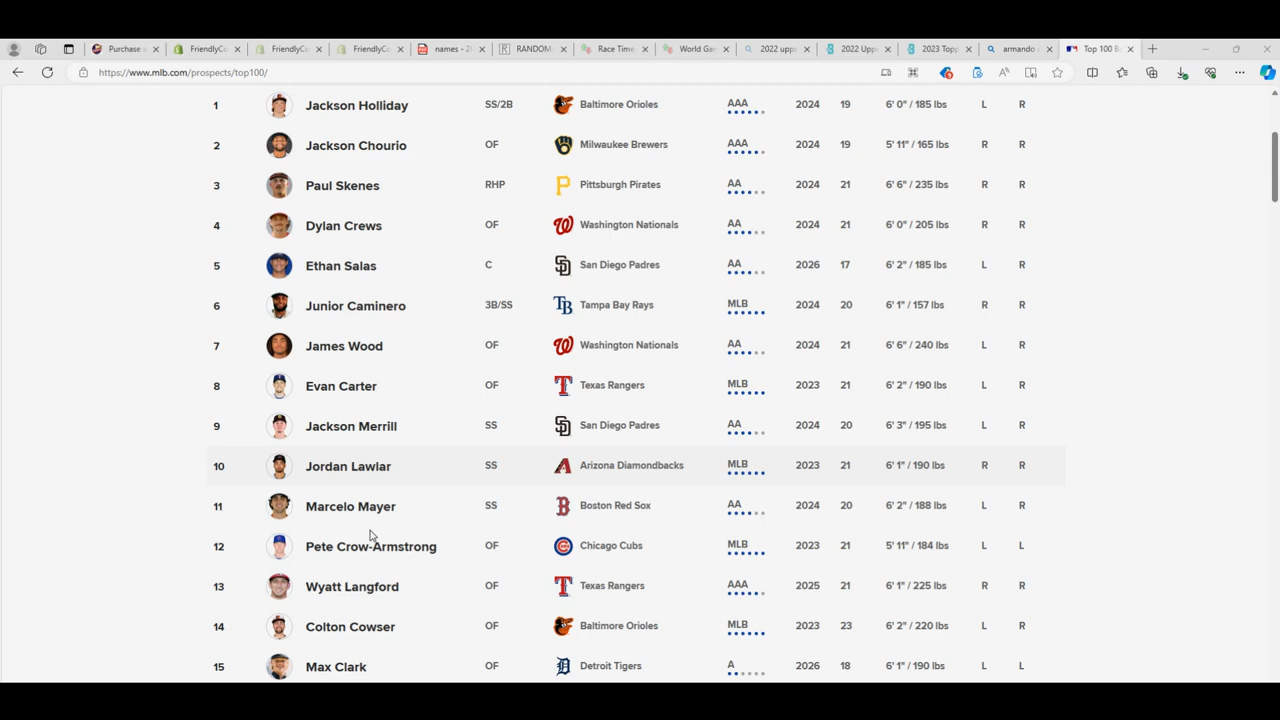 Purchase a
FriendlyCo
FriendlyCo
FriendlyCo
names - 20
RANDOM
Race Time
World Gar
2022 uppe
2022 Uppe
2023 Topp
armando r
Top 100 B
https://www.mlb.com/prospects/top100/
1 Jackson Holliday SS/2B Baltimore Orioles AAA 2024 19 6' 0" / 185 lbs L R
2 Jackson Chourio OF Milwaukee Brewers AAA 2024 19 5' 11" / 165 lbs R R
3 Paul Skenes RHP Pittsburgh Pirates AA 2024 21 6' 6" / 235 lbs R R
4 Dylan Crews OF Washington Nationals AA 2024 21 6' 0" / 205 lbs R R
5 Ethan Salas C San Diego Padres AA 2026 17 6' 2" / 185 lbs L R
6 Junior Caminero 3B/SS Tampa Bay Rays MLB 2024 20 6' 1" / 157 lbs R R
7 James Wood OF Washington Nationals AA 2024 21 6' 6" / 240 lbs L R
8 Evan Carter OF Texas Rangers MLB 2023 21 6' 2" / 190 lbs L R
9 Jackson Merrill SS San Diego Padres AA 2024 20 6' 3" / 195 lbs L R
10 Jordan Lawlar SS Arizona Diamondbacks MLB 2023 21 6' 1" / 190 lbs R R
11 Marcelo Mayer SS Boston Red Sox AA 2024 20 6' 2" / 188 lbs L R
12 Pete Crow-Armstrong OF Chicago Cubs MLB 2023 21 5' 11" / 184 lbs L L
13 Wyatt Langford OF Texas Rangers AAA 2025 21 6' 1" / 225 lbs R R
14 Colton Cowser OF Baltimore Orioles MLB 2023 23 6' 2" / 220 lbs L R
15 Max Clark OF Detroit Tigers A 2026 18 6' 1" / 190 lbs L L